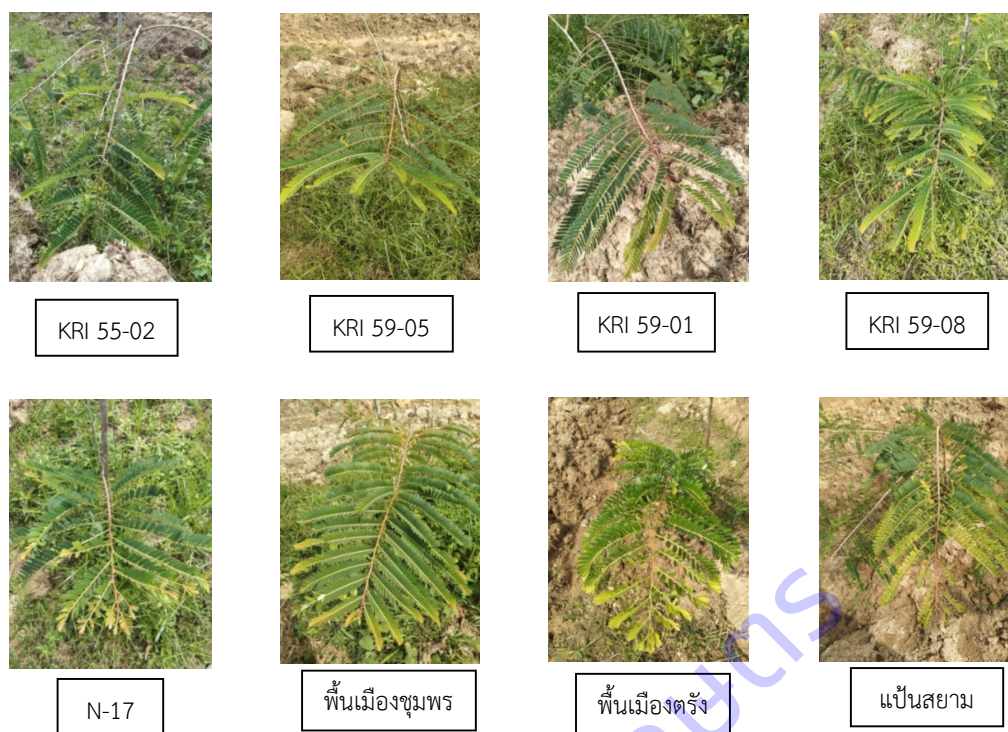 KRI 55-02
KRI 59-05
KRI 59-01
KRI 59-08
N-17
พื้นเมืองชุมพร
พื้นเมืองตรัง
แป้นสยาม